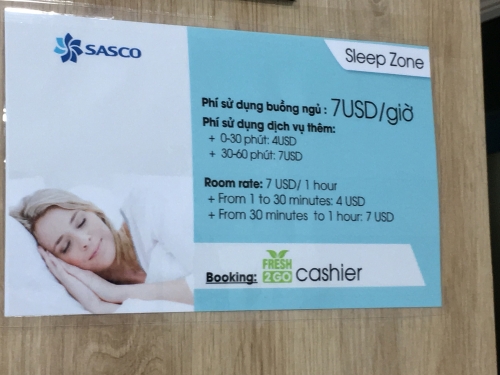 SASCO
Sleep Zone
Phí sử dụng buồng ngủ : 7USD/giờ
Phí sử dụng dịch vụ thêm:
+ 0-30 phút: 4USD
+ 30-60 phút: 7USD
Room rate: 7 USD/ 1 hour
+ From 1 to 30 minutes: 4 USD
+ From 30 minutes to 1 hour: 7 USD
Booking: FRESH 2GO cashier